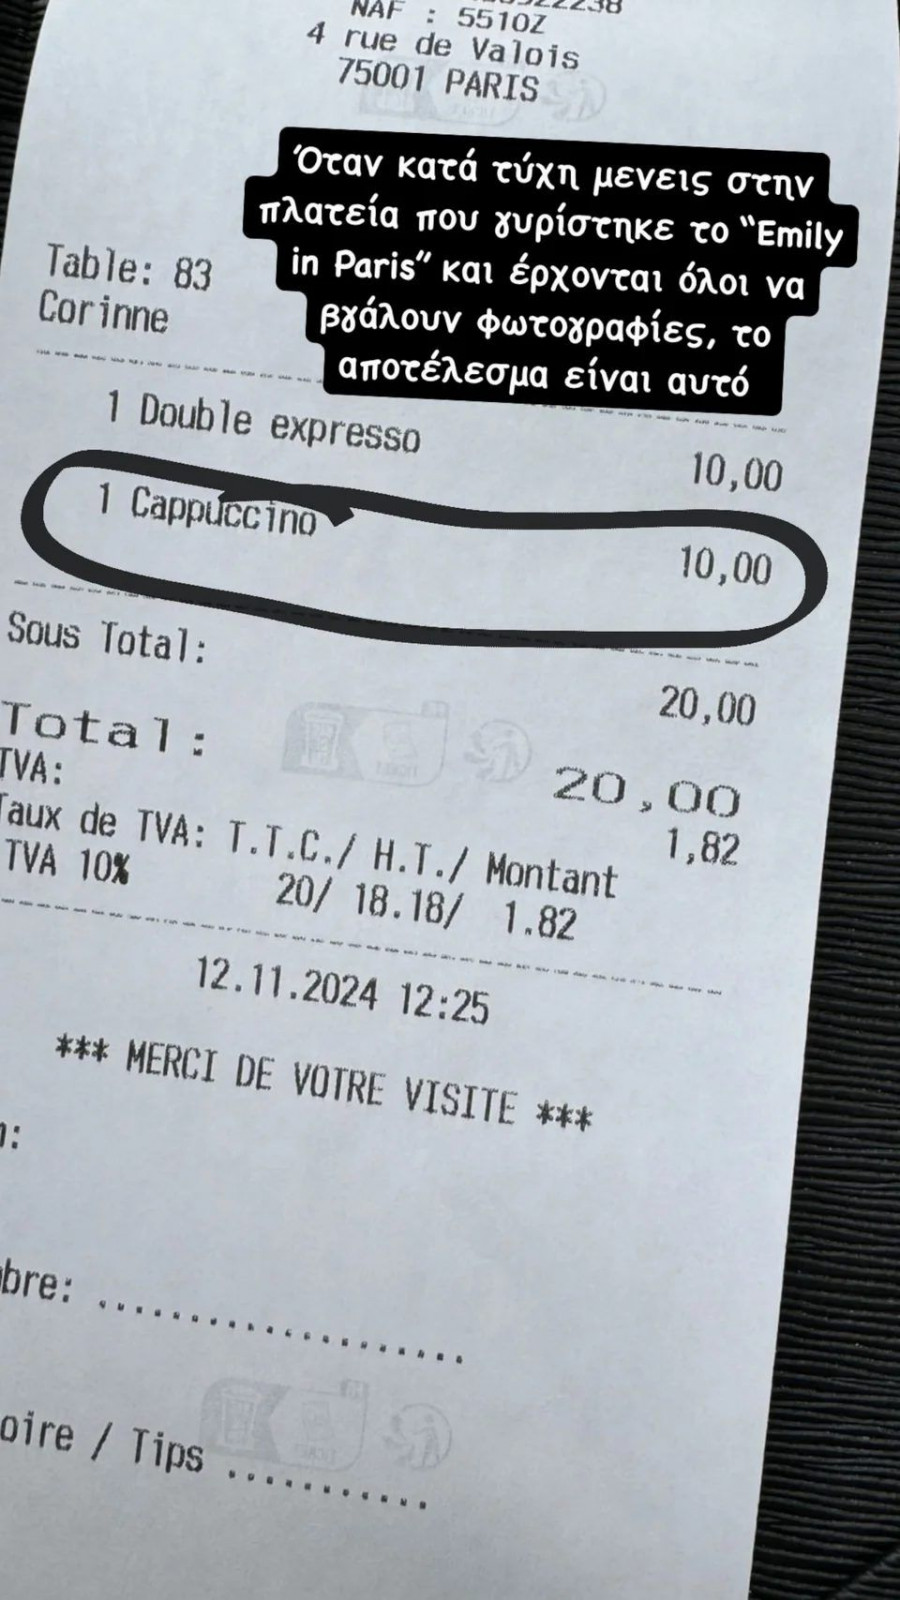 NAF : 5510Z
4 rue de Valois
75001 PARIS
Όταν κατά τύχη μενεις στην
πλατεία που γυρίστηκε το “Emily
in Paris” και έρχονται όλοι να
βγάλουν φωτογραφίες, το
αποτέλεσμα είναι αυτό
Table: 83
Corinne
1 Double expresso 10,00
1 Cappuccino 10,00
Sous Total: 20,00
Total: 20,00
TVA: 1,82
Taux de TVA: T.T.C./ H.T./ Montant
TVA 10% 20/ 18.18/ 1.82
12.11.2024 12:25
*** MERCI DE VOTRE VISITE ***
bre: ....................
oire / Tips ...........